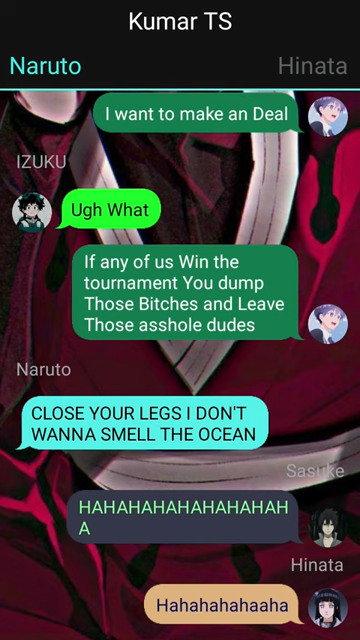 Kumar TS
Naruto
Hinata
I want to make an Deal
IZUKU
Ugh What
If any of us Win the
tournament You dump
Those Bitches and Leave
Those asshole dudes
Naruto
CLOSE YOUR LEGS I DON'T
WANNA SMELL THE OCEAN
Sasuke
HAHAHAHAHAHAHAHAH
A
Hinata
Hahahahahaaha